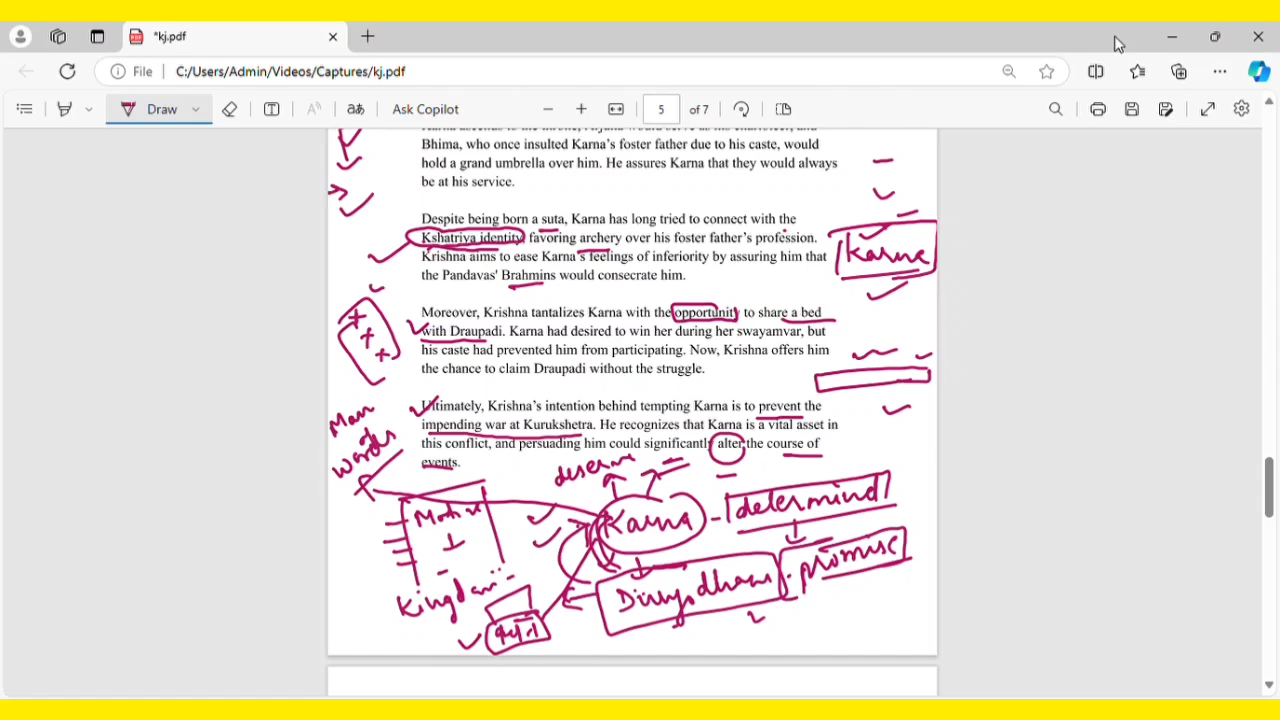 *kj.pdf
File C:/Users/Admin/Videos/Captures/kj.pdf
Draw Ask Copilot 5 of 7
Bhima, who once insulted Karna's foster father due to his caste, would
hold a grand umbrella over him. He assures Karna that they would always
be at his service.
Despite being born a suta, Karna has long tried to connect with the
Kshatriya identity, favoring archery over his foster father's profession.
Krishna aims to ease Karna's feelings of inferiority by assuring him that
the Pandavas' Brahmins would consecrate him.
Karna
Moreover, Krishna tantalizes Karna with the opportunity to share a bed
with Draupadi. Karna had desired to win her during her swayamvar, but
his caste had prevented him from participating. Now, Krishna offers him
the chance to claim Draupadi without the struggle.
Ultimately, Krishna's intention behind tempting Karna is to prevent the
impending war at Kurukshetra. He recognizes that Karna is a vital asset in
this conflict, and persuading him could significantly alter the course of
events.
Man
words
Karna - determind
promise